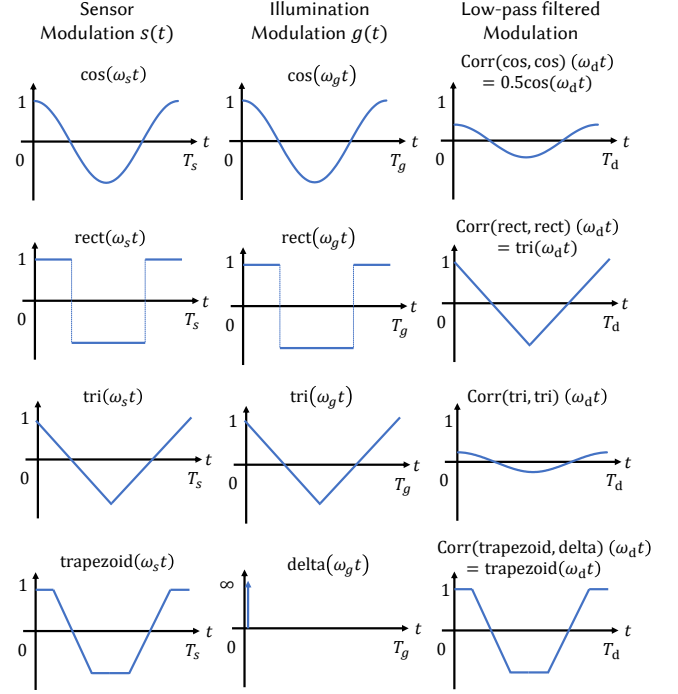 Sensor
Modulation s(t)
Illumination
Modulation g(t)
Low-pass filtered
Modulation
cos(ω_s t)
1
0
t
T_s
cos(ω_g t)
1
0
t
T_g
Corr(cos, cos) (ω_d t)
= 0.5cos(ω_d t)
1
0
t
T_d
rect(ω_s t)
1
0
t
T_s
rect(ω_g t)
1
0
t
T_g
Corr(rect, rect) (ω_d t)
= tri(ω_d t)
1
0
t
T_d
tri(ω_s t)
1
0
t
T_s
tri(ω_g t)
1
0
t
T_g
Corr(tri, tri) (ω_d t)
1
0
t
T_d
trapezoid(ω_s t)
1
0
t
T_s
delta(ω_g t)
∞
0
t
T_g
Corr(trapezoid, delta) (ω_d t)
= trapezoid(ω_d t)
1
0
t
T_d